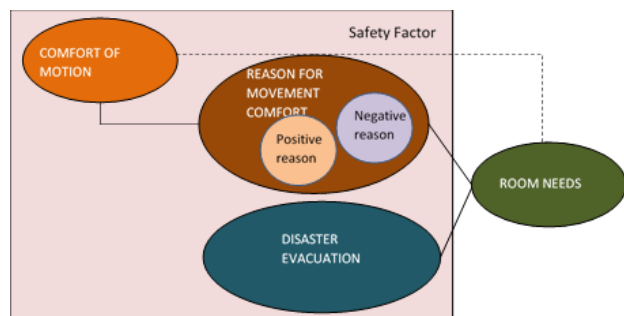 Safety Factor
COMFORT OF
MOTION
REASON FOR
MOVEMENT
COMFORT
Negative
reason
Positive
reason
ROOM NEEDS
DISASTER
EVACUATION